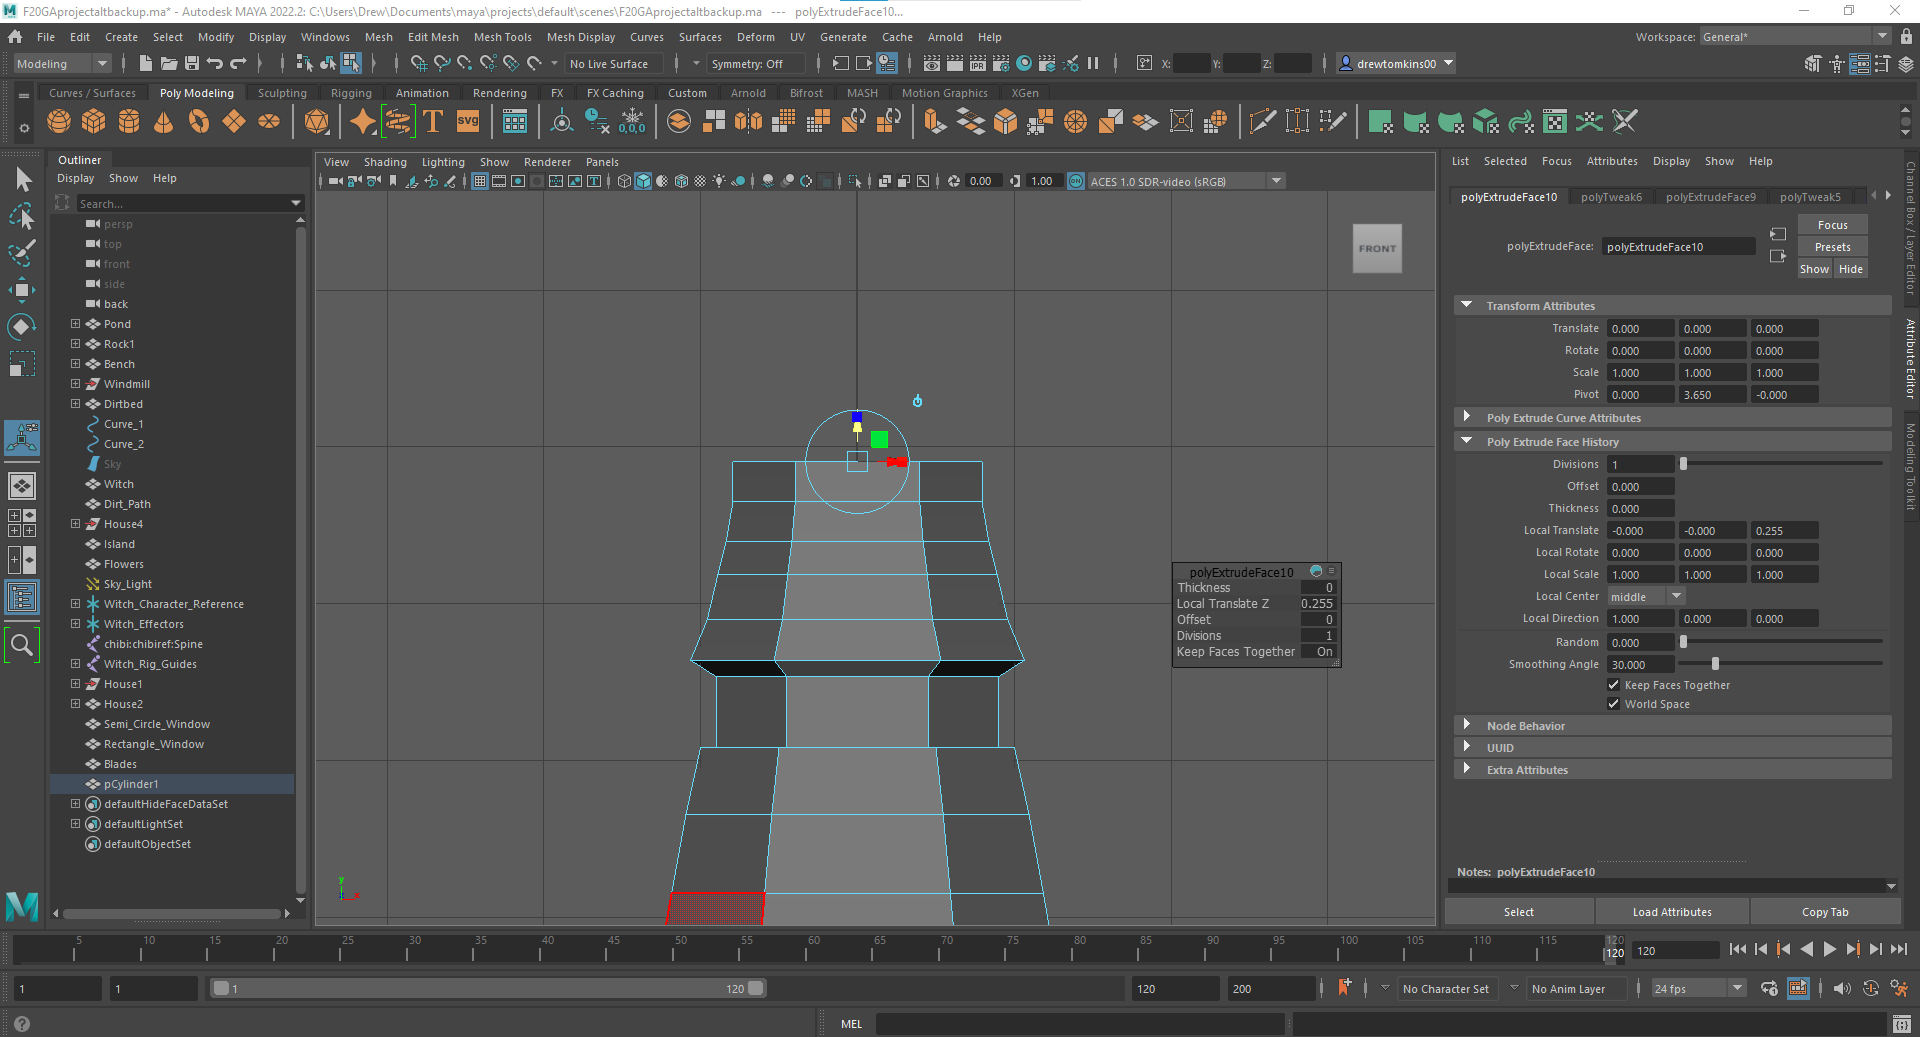 F20GAprojectaltbackup.ma* - Autodesk MAYA 2022.2: C:\Users\Drew\Documents\maya\projects\default\scenes\F20GAprojectaltbackup.ma --- polyExtrudeFace10...
File Edit Create Select Modify Display Windows Mesh Edit Mesh Mesh Tools Mesh Display Curves Surfaces Deform UV Generate Cache Arnold Help Workspace: General*
Modeling No Live Surface Symmetry: Off X: Y: Z: drewtomkins00
Curves / Surfaces Poly Modeling Sculpting Rigging Animation Rendering FX FX Caching Custom Arnold Bifrost MASH Motion Graphics XGen
T svg 0,0,0
IPR
Outliner
Display Show Help
Search...
persp
top
front
side
back
Pond
Rock1
Bench
Windmill
Dirtbed
Curve_1
Curve_2
Sky
Witch
Dirt_Path
House4
Island
Flowers
Sky_Light
Witch_Character_Reference
Witch_Effectors
chibi:chibiref:Spine
Witch_Rig_Guides
House1
House2
Semi_Circle_Window
Rectangle_Window
Blades
pCylinder1
defaultHideFaceDataSet
defaultLightSet
defaultObjectSet
View Shading Lighting Show Renderer Panels
0.00 1.00 ON ACES 1.0 SDR-video (sRGB)
FRONT
polyExtrudeFace10
Thickness 0
Local Translate Z 0.255
Offset 0
Divisions 1
Keep Faces Together On
y
x
List Selected Focus Attributes Display Show Help
polyExtrudeFace10 polyTweak6 polyExtrudeFace9 polyTweak5
Focus
polyExtrudeFace: polyExtrudeFace10 Presets
Show Hide
Transform Attributes
Translate 0.000 0.000 0.000
Rotate 0.000 0.000 0.000
Scale 1.000 1.000 1.000
Pivot 0.000 3.650 -0.000
Poly Extrude Curve Attributes
Poly Extrude Face History
Divisions 1
Offset 0.000
Thickness 0.000
Local Translate -0.000 -0.000 0.255
Local Rotate 0.000 0.000 0.000
Local Scale 1.000 1.000 1.000
Local Center middle
Local Direction 1.000 0.000 0.000
Random 0.000
Smoothing Angle 30.000
Keep Faces Together
World Space
Node Behavior
UUID
Extra Attributes
Notes: polyExtrudeFace10
Select Load Attributes Copy Tab
Channel Box / Layer Editor
Attribute Editor
Modeling Toolkit
5 10 15 20 25 30 35 40 45 50 55 60 65 70 75 80 85 90 95 100 105 110 115 120
120 120
1 1 1 120 120 200 No Character Set No Anim Layer 24 fps
MEL